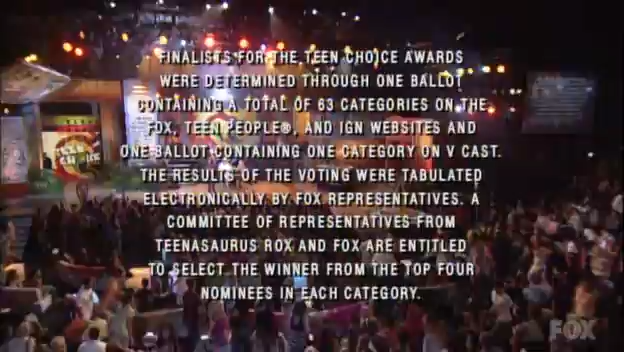 FINALISTS FOR THE TEEN CHOICE AWARDS
WERE DETERMINED THROUGH ONE BALLOT
CONTAINING A TOTAL OF 63 CATEGORIES ON THE
FOX, TEEN PEOPLE®, AND IGN WEBSITES AND
ONE BALLOT CONTAINING ONE CATEGORY ON V CAST.
THE RESULTS OF THE VOTING WERE TABULATED
ELECTRONICALLY BY FOX REPRESENTATIVES. A
COMMITTEE OF REPRESENTATIVES FROM
TEENASAURUS ROX AND FOX ARE ENTITLED
TO SELECT THE WINNER FROM THE TOP FOUR
NOMINEES IN EACH CATEGORY.
FOX